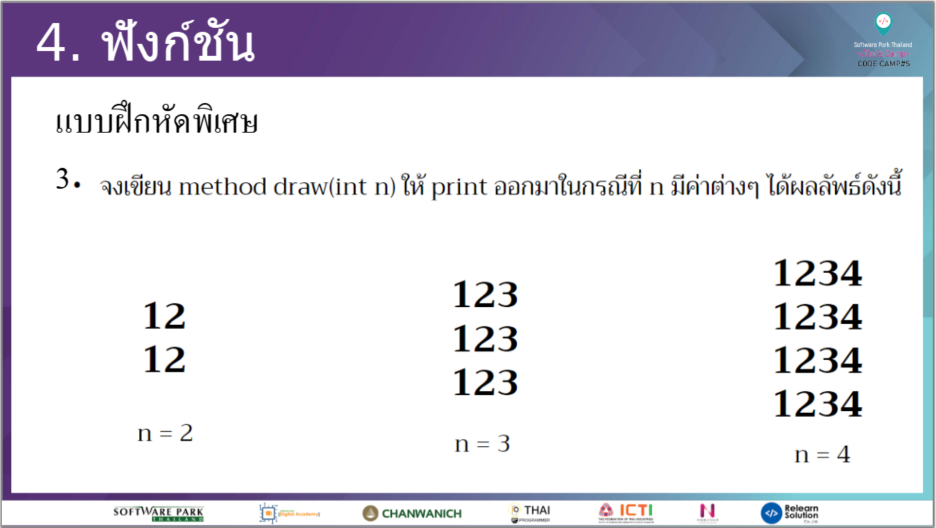 4. ฟังก์ชัน
Software Park Thailand
CODE CAMP#5
แบบฝึกหัดพิเศษ
3. จงเขียน method draw(int n) ให้ print ออกมาในกรณีที่ n มีค่าต่างๆ ได้ผลลัพธ์ดังนี้
12
12
n = 2
123
123
123
n = 3
1234
1234
1234
1234
n = 4
SOFTWARE PARK
THAILAND
CHANWANICH
THAI
PROGRAMMER
ICTI
N
Relearn
Solution